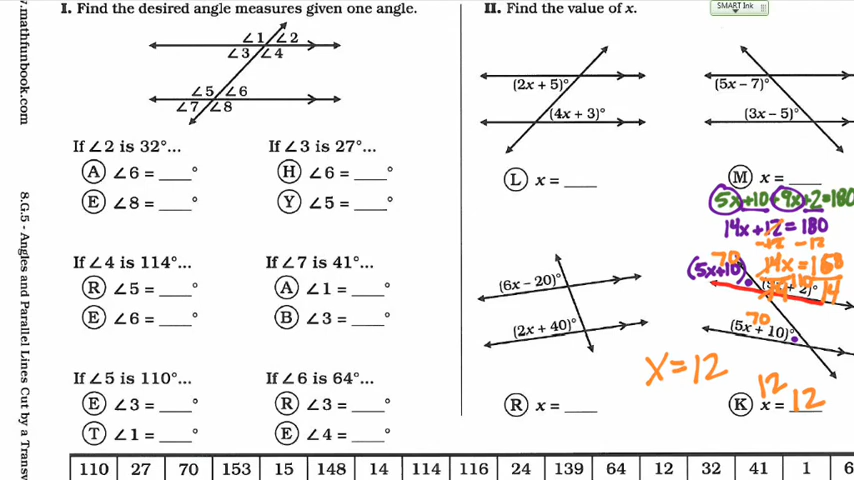 I. Find the desired angle measures given one angle.
∠1 ∠2
∠3 ∠4
∠5 ∠6
∠7 ∠8
If ∠2 is 32°...
A ∠6 = ____°
E ∠8 = ____°
If ∠3 is 27°...
H ∠6 = ____°
Y ∠5 = ____°
If ∠4 is 114°...
R ∠5 = ____°
E ∠6 = ____°
If ∠7 is 41°...
A ∠1 = ____°
B ∠3 = ____°
If ∠5 is 110°...
E ∠3 = ____°
T ∠1 = ____°
If ∠6 is 64°...
R ∠3 = ____°
E ∠4 = ____°
II. Find the value of x.
SMART Ink
(2x + 5)°
(4x + 3)°
L x = ____
(5x − 7)°
(3x − 5)°
M x = ____
5x+10+9x+2=180
14x+12=180
-12 -12
14x = 168
14
70
(5x+10)
70
(5x + 10)°
X=12
12
K x = 12
(6x − 20)°
(2x + 40)°
R x = ____
110 27 70 153 15 148 14 114 116 24 139 64 12 32 41 1
.mathfunbook.com
8.G.5 - Angles and Parallel Lines Cut by a